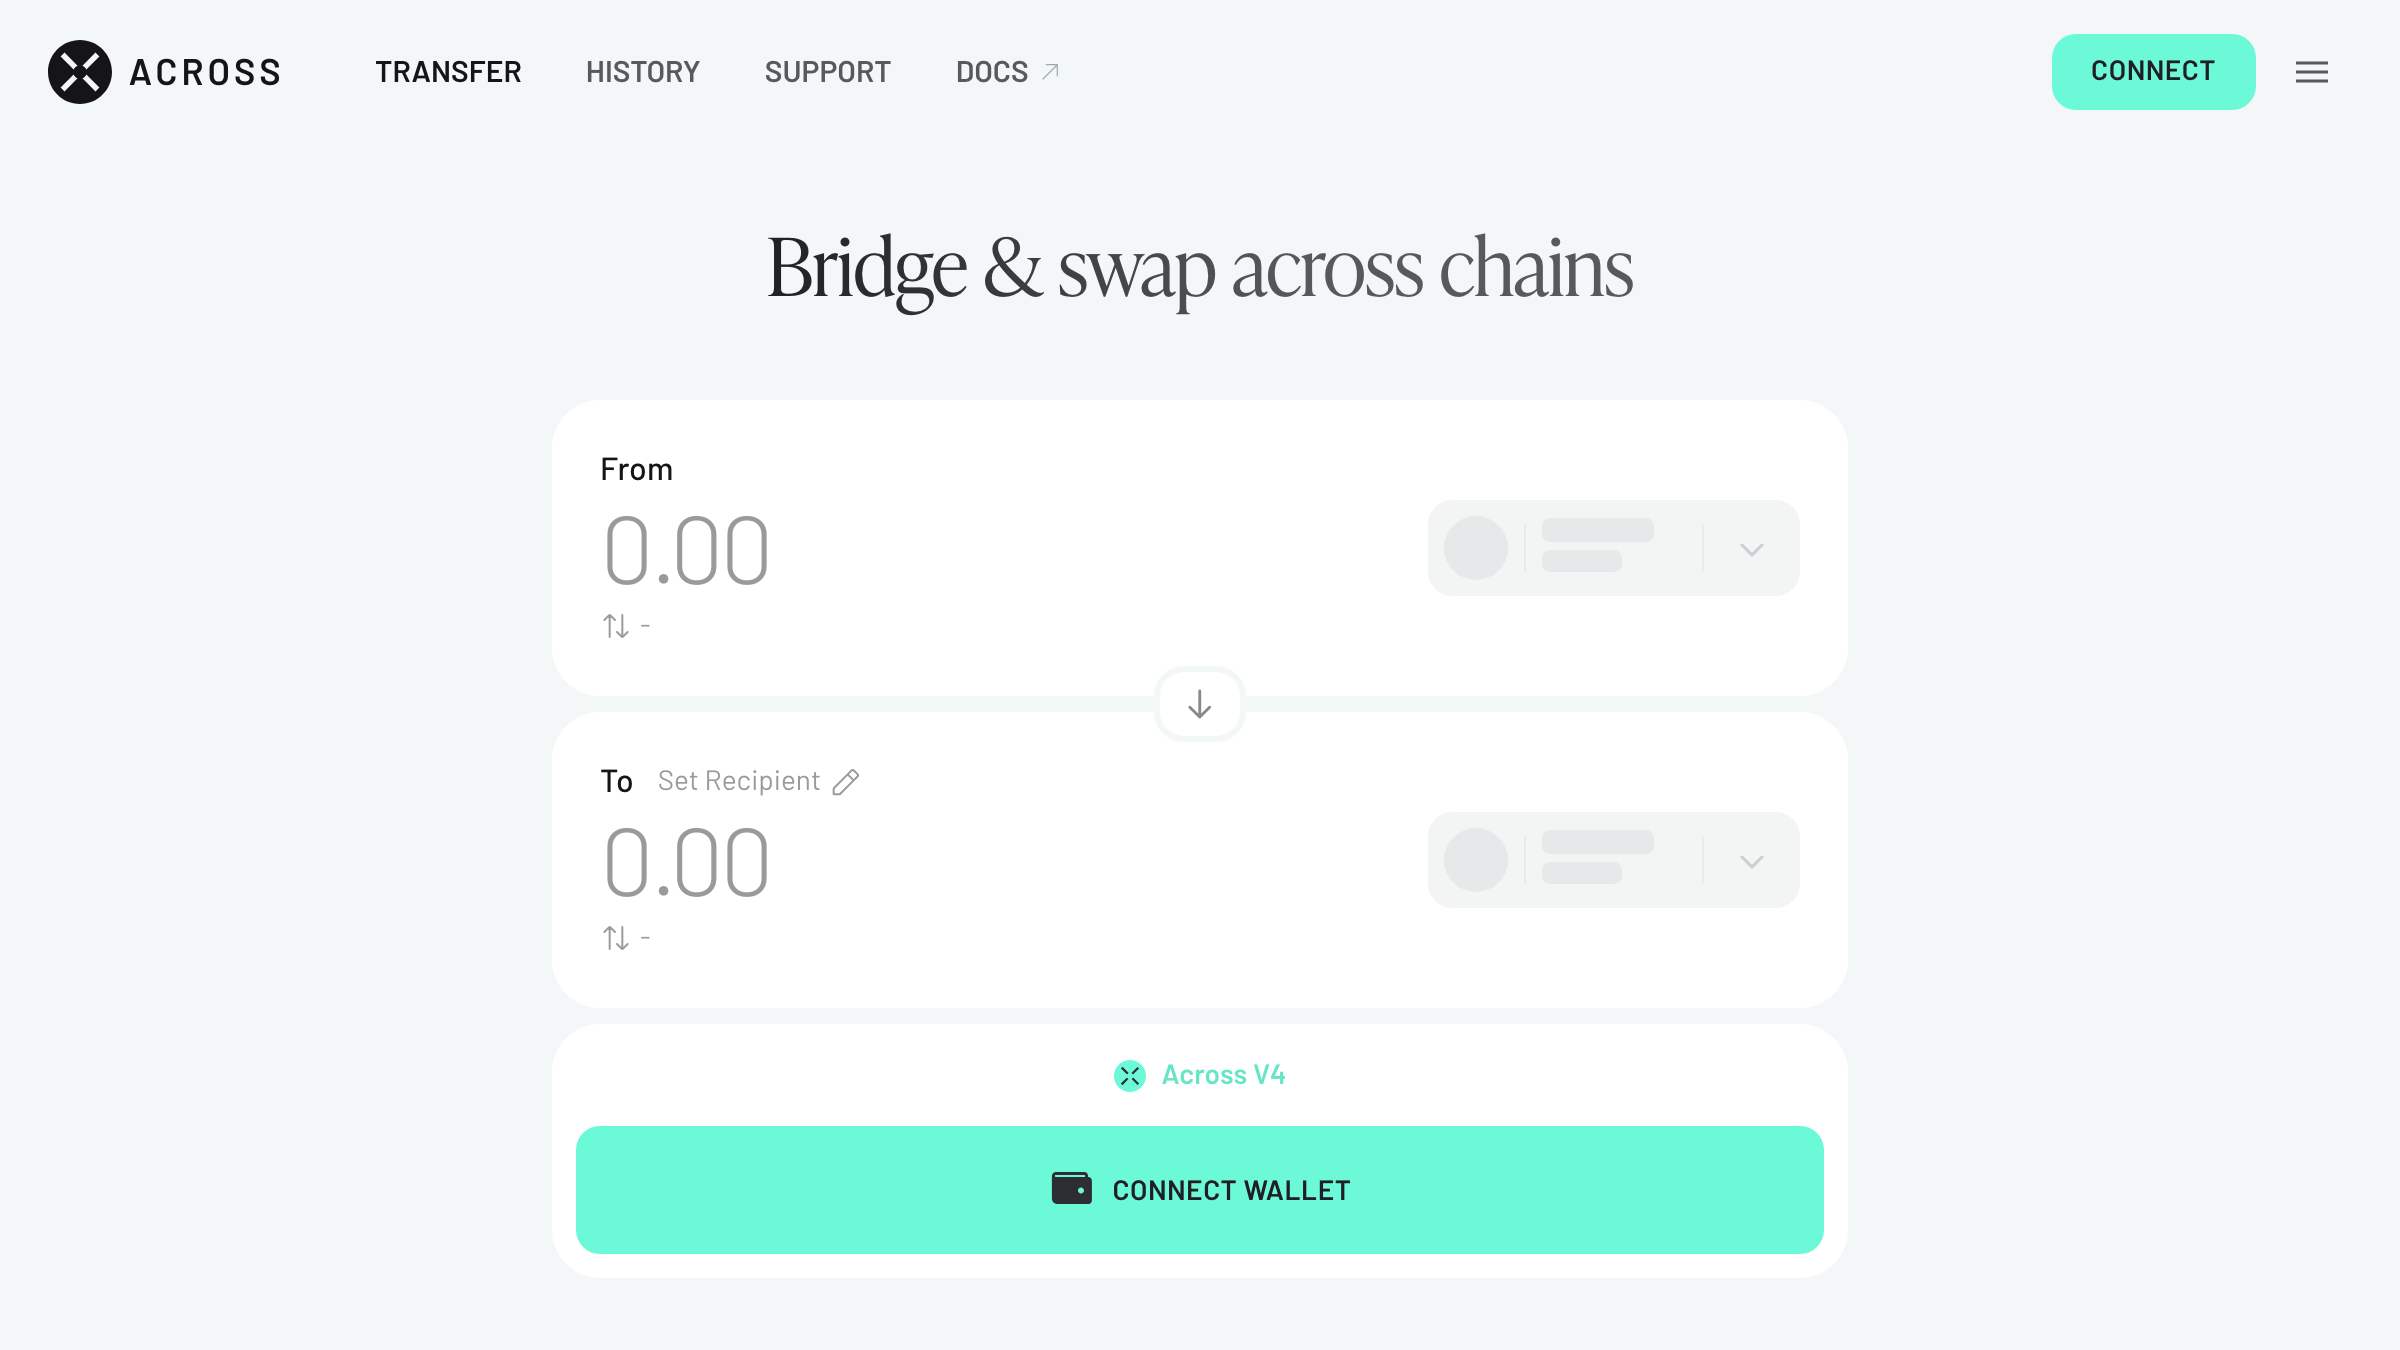 ACROSS
TRANSFER
HISTORY
SUPPORT
DOCS
CONNECT
Bridge & swap across chains
From
0.00
-
To
Set Recipient
0.00
-
Across V4
CONNECT WALLET